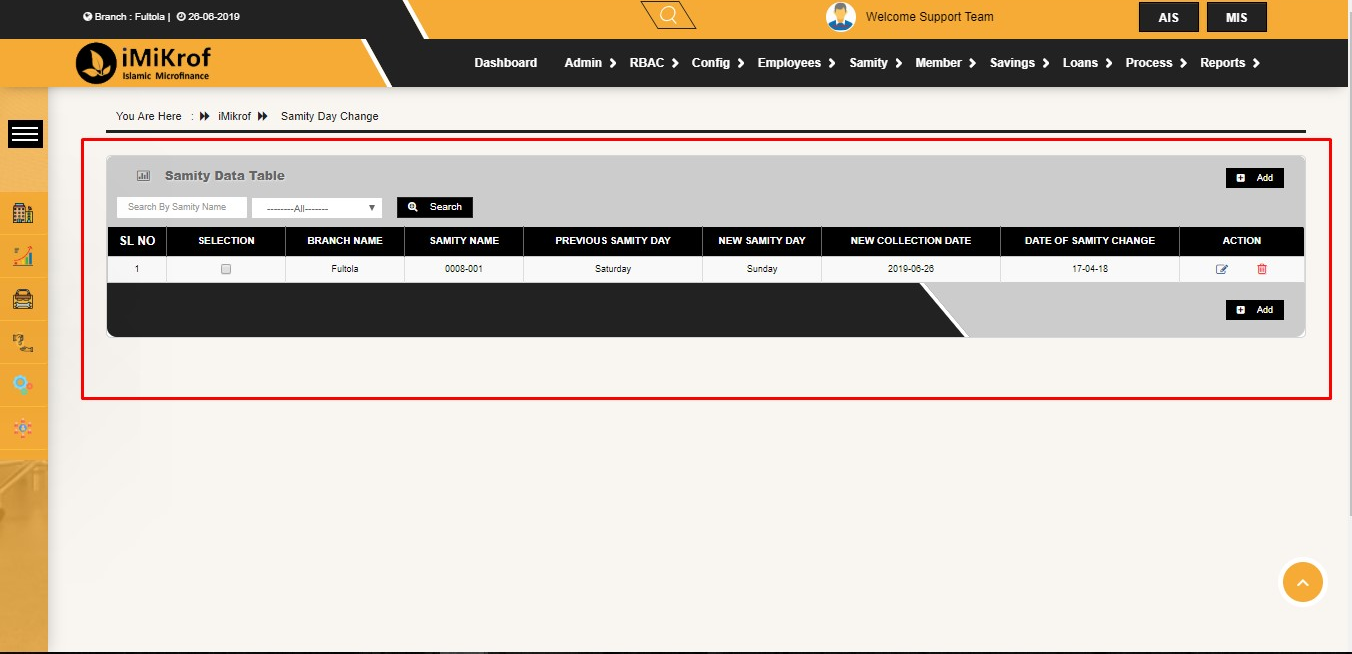 Branch : Fultola | 26-06-2019
Welcome Support Team
AIS
MIS
iMiKrof
Islamic Microfinance
Dashboard Admin RBAC Config Employees Samity Member Savings Loans Process Reports
You Are Here : iMikrof Samity Day Change
Samity Data Table
Add
Search By Samity Name
--------All-------
Search
SL NO SELECTION BRANCH NAME SAMITY NAME PREVIOUS SAMITY DAY NEW SAMITY DAY NEW COLLECTION DATE DATE OF SAMITY CHANGE ACTION
1 Fultola 0008-001 Saturday Sunday 2019-06-26 17-04-18
Add